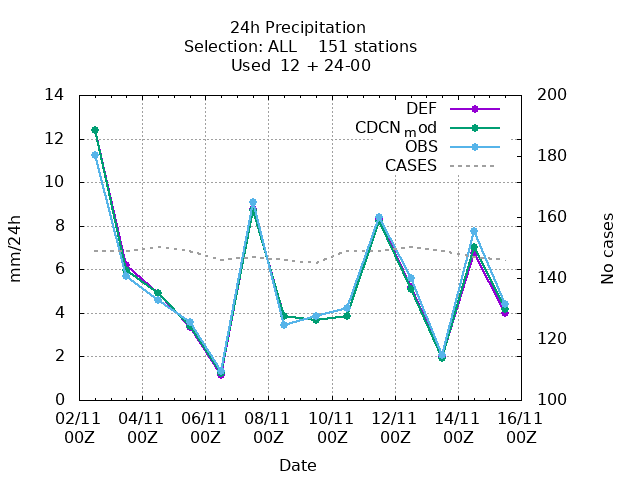 24h Precipitation
Selection: ALL    151 stations
Used  12 + 24-00
14
12
10
8
6
4
2
0
mm/24h
200
180
160
140
120
100
No cases
DEF
CDCNmod
OBS
CASES
02/11 04/11 06/11 08/11 10/11 12/11 14/11 16/11
00Z 00Z 00Z 00Z 00Z 00Z 00Z 00Z
Date